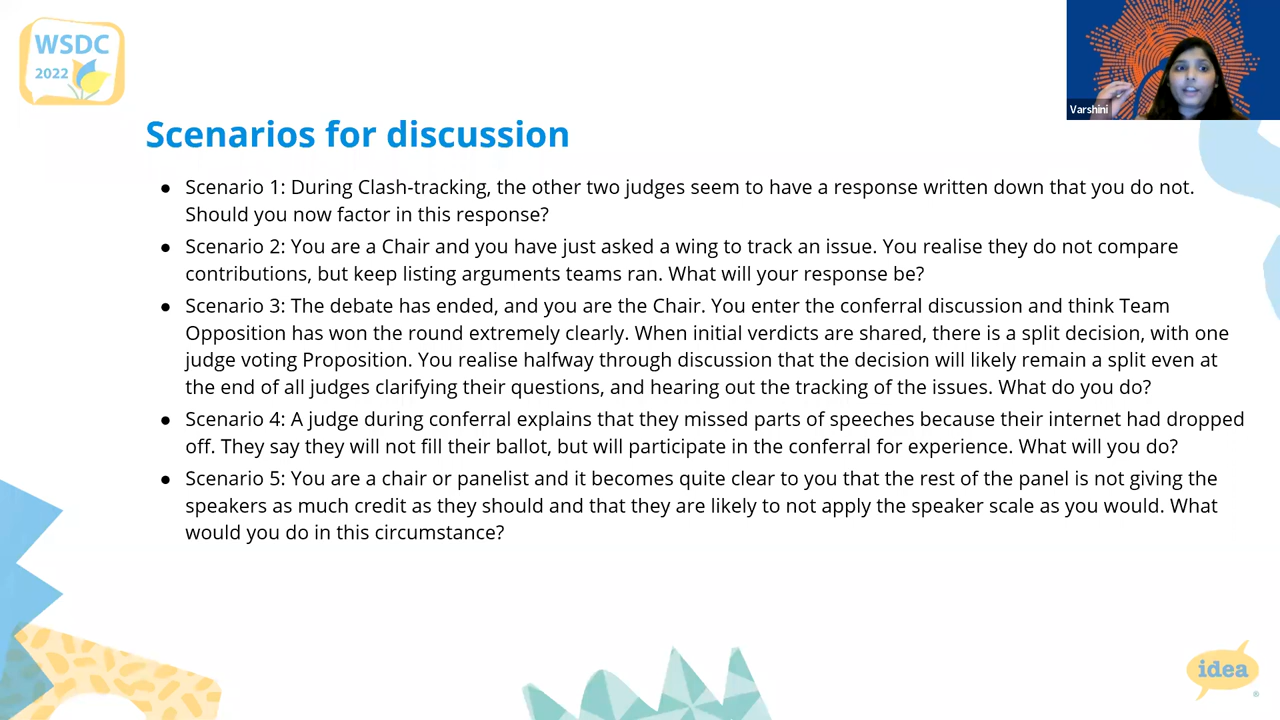 WSDC
2022
Varshini
Scenarios for discussion
● Scenario 1: During Clash-tracking, the other two judges seem to have a response written down that you do not.
Should you now factor in this response?
● Scenario 2: You are a Chair and you have just asked a wing to track an issue. You realise they do not compare
contributions, but keep listing arguments teams ran. What will your response be?
● Scenario 3: The debate has ended, and you are the Chair. You enter the conferral discussion and think Team
Opposition has won the round extremely clearly. When initial verdicts are shared, there is a split decision, with one
judge voting Proposition. You realise halfway through discussion that the decision will likely remain a split even at
the end of all judges clarifying their questions, and hearing out the tracking of the issues. What do you do?
● Scenario 4: A judge during conferral explains that they missed parts of speeches because their internet had dropped
off. They say they will not fill their ballot, but will participate in the conferral for experience. What will you do?
● Scenario 5: You are a chair or panelist and it becomes quite clear to you that the rest of the panel is not giving the
speakers as much credit as they should and that they are likely to not apply the speaker scale as you would. What
would you do in this circumstance?
idea